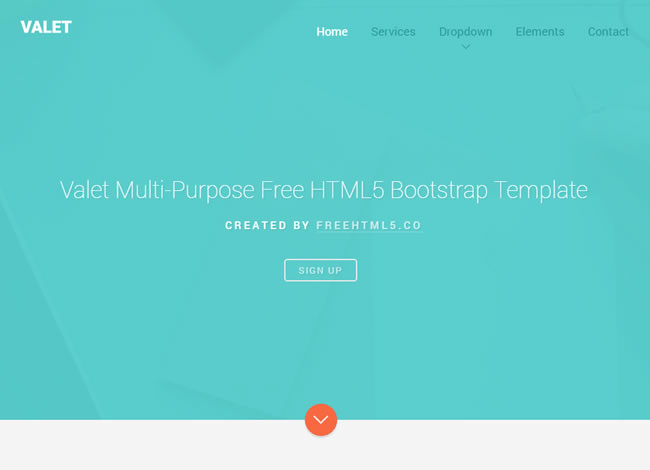 VALET
Home Services Dropdown Elements Contact
Valet Multi-Purpose Free HTML5 Bootstrap Template
CREATED BY FREEHTML5.CO
SIGN UP